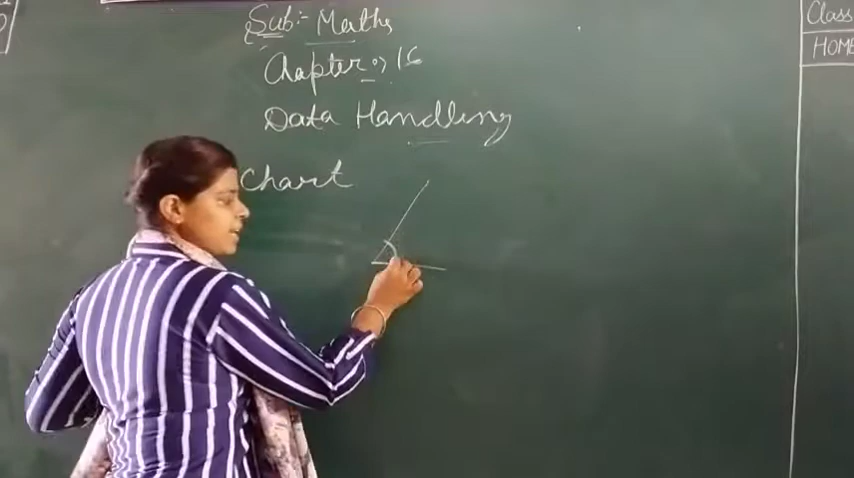 Sub:- Maths
Chapter :, 16
Data Handling
Chart
Class
HOME